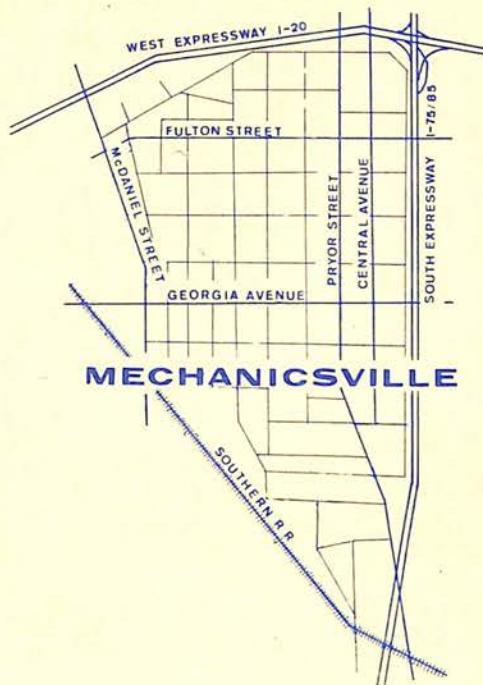 WEST EXPRESSWAY I-20
FULTON STREET
McDANIEL STREET
PRYOR STREET
CENTRAL AVENUE
SOUTH EXPRESSWAY I-75/85
GEORGIA AVENUE
MECHANICSVILLE
SOUTHERN R R